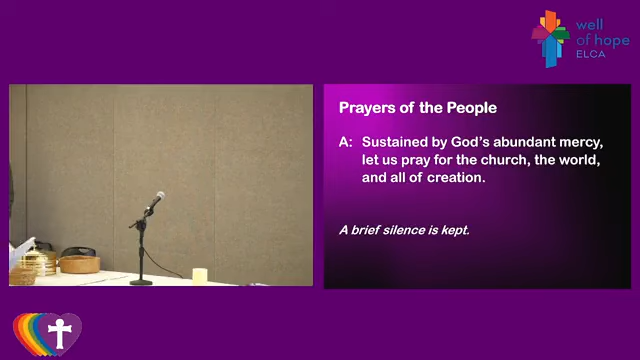 well
of hope
ELCA
Prayers of the People
A: Sustained by God's abundant mercy,
let us pray for the church, the world,
and all of creation.
A brief silence is kept.